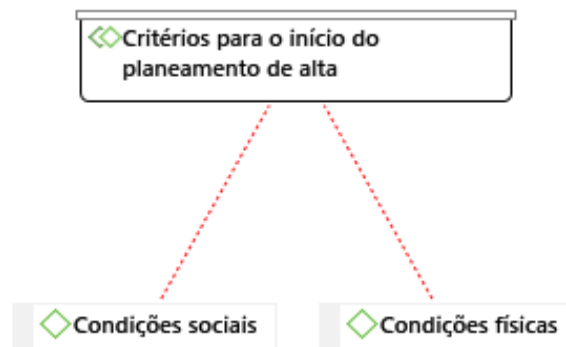 Critérios para o início do
planeamento de alta
Condições sociais
Condições físicas